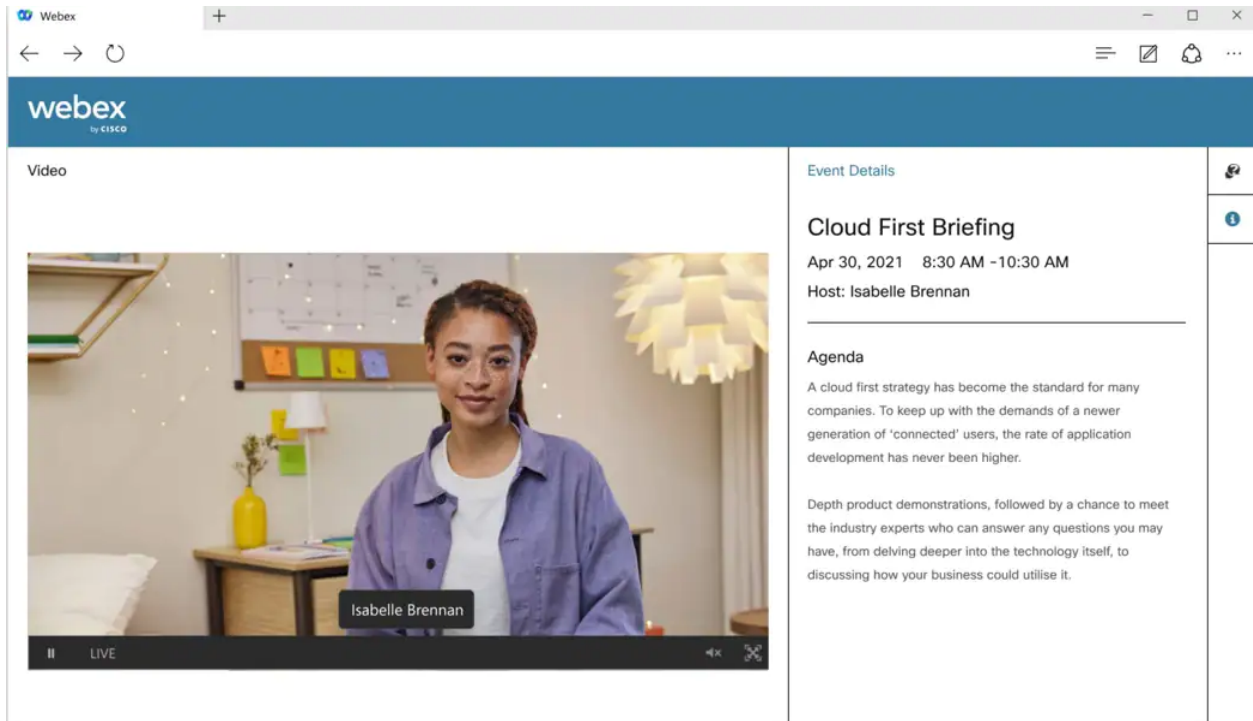 Webex
webex
by CISCO
Video
Isabelle Brennan
LIVE
Event Details
Cloud First Briefing
Apr 30, 2021 8:30 AM -10:30 AM
Host: Isabelle Brennan
Agenda
A cloud first strategy has become the standard for many
companies. To keep up with the demands of a newer
generation of ‘connected’ users, the rate of application
development has never been higher.
Depth product demonstrations, followed by a chance to meet
the industry experts who can answer any questions you may
have, from delving deeper into the technology itself, to
discussing how your business could utilise it.